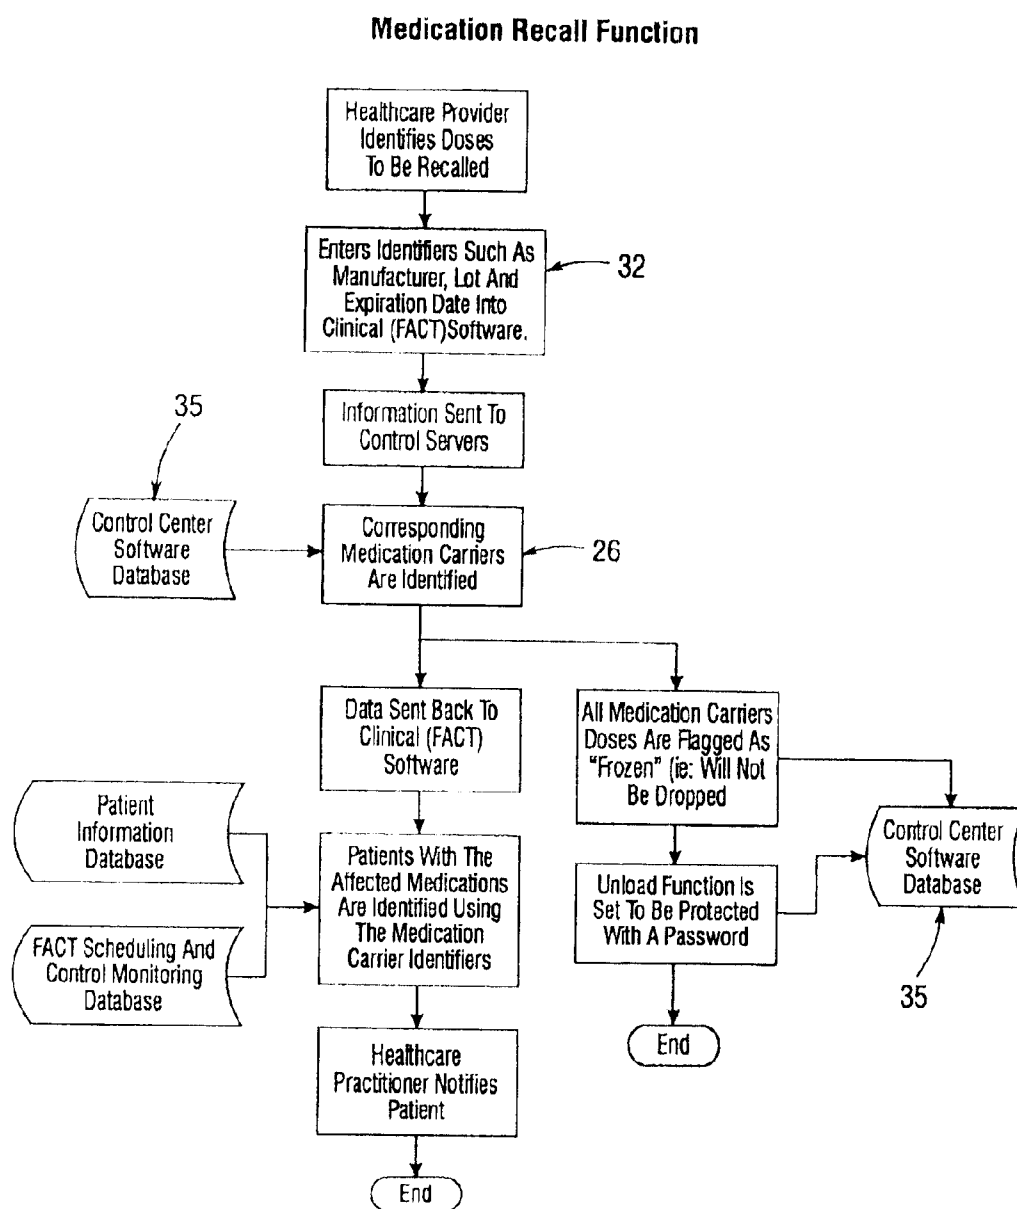 Medication Recall Function
Healthcare Provider
Identifies Doses
To Be Recalled
Enters Identifiers Such As
Manufacturer, Lot And
Expiration Date Into
Clinical (FACT)Software.
32
Information Sent To
Control Servers
35
Control Center
Software
Database
Corresponding
Medication Carriers
Are Identified
26
Data Sent Back To
Clinical (FACT)
Software
All Medication Carriers
Doses Are Flagged As
"Frozen" (ie: Will Not
Be Dropped
Patient
Information
Database
Patients With The
Affected Medications
Are Identified Using
The Medication
Carrier Identifiers
Unload Function Is
Set To Be Protected
With A Password
Control Center
Software
Database
35
FACT Scheduling And
Control Monitoring
Database
End
Healthcare
Practitioner Notifies
Patient
End